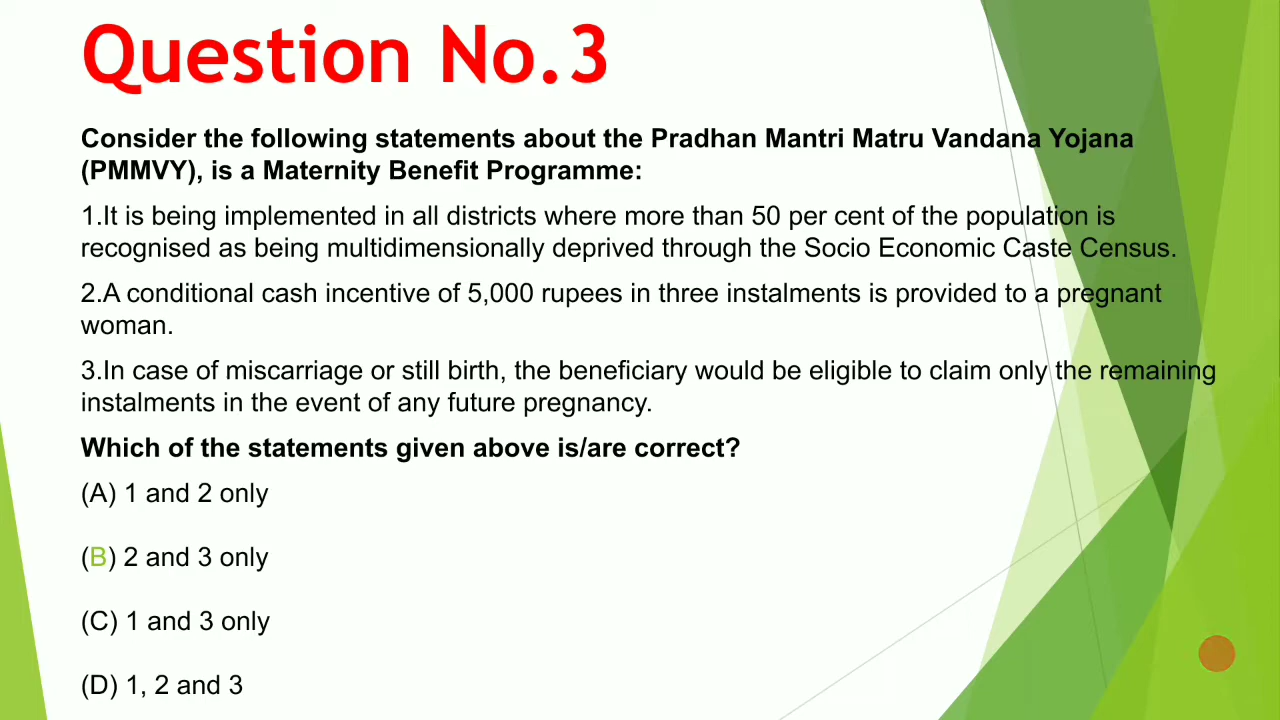 Question No.3
Consider the following statements about the Pradhan Mantri Matru Vandana Yojana
(PMMVY), is a Maternity Benefit Programme:
1.It is being implemented in all districts where more than 50 per cent of the population is
recognised as being multidimensionally deprived through the Socio Economic Caste Census.
2.A conditional cash incentive of 5,000 rupees in three instalments is provided to a pregnant
woman.
3.In case of miscarriage or still birth, the beneficiary would be eligible to claim only the remaining
instalments in the event of any future pregnancy.
Which of the statements given above is/are correct?
(A) 1 and 2 only
(B) 2 and 3 only
(C) 1 and 3 only
(D) 1, 2 and 3